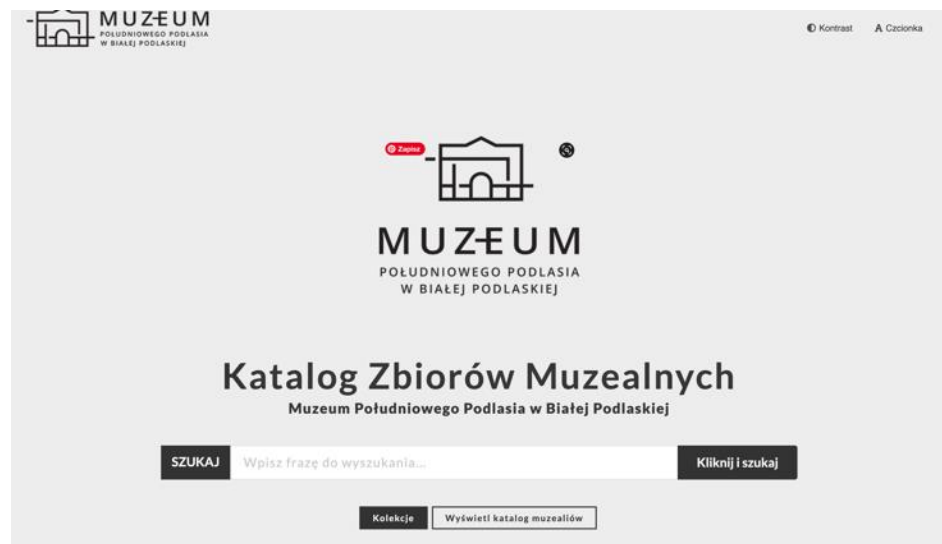 MUZEUM
POŁUDNIOWEGO PODLASIA
W BIAŁEJ PODLASKIEJ
Kontrast
A Czcionka
Zapisz
MUZEUM
POŁUDNIOWEGO PODLASIA
W BIAŁEJ PODLASKIEJ
Katalog Zbiorów Muzealnych
Muzeum Południowego Podlasia w Białej Podlaskiej
SZUKAJ
Wpisz frazę do wyszukania...
Kliknij i szukaj
Kolekcje
Wyświetl katalog muzealiów